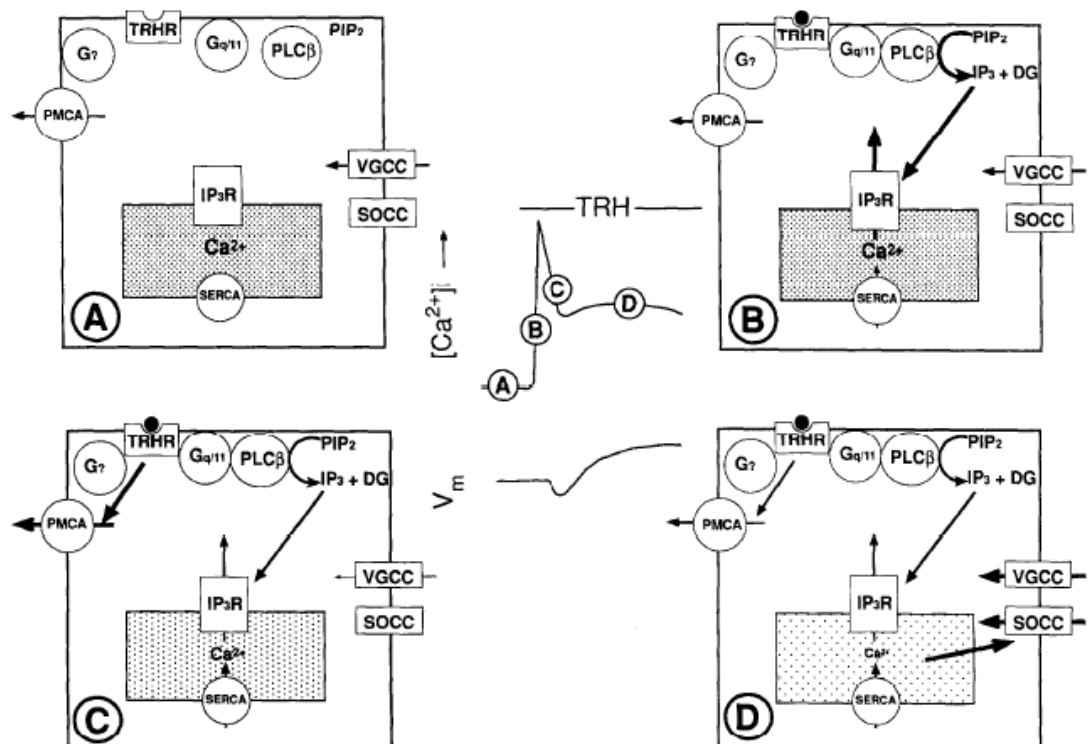 TRHR
G?
Gq/11
PLCβ
PIP2
PMCA
VGCC
SOCC
IP3R
Ca2+
SERCA
A
TRHR
G?
Gq/11
PLCβ
PIP2
IP3 + DG
PMCA
VGCC
SOCC
IP3R
Ca2+
SERCA
B
TRH
[Ca2+]i
A
B
C
D
Vm
TRHR
G?
Gq/11
PLCβ
PIP2
IP3 + DG
PMCA
VGCC
SOCC
IP3R
Ca2+
SERCA
C
TRHR
G?
Gq/11
PLCβ
PIP2
IP3 + DG
PMCA
VGCC
SOCC
IP3R
Ca2+
SERCA
D